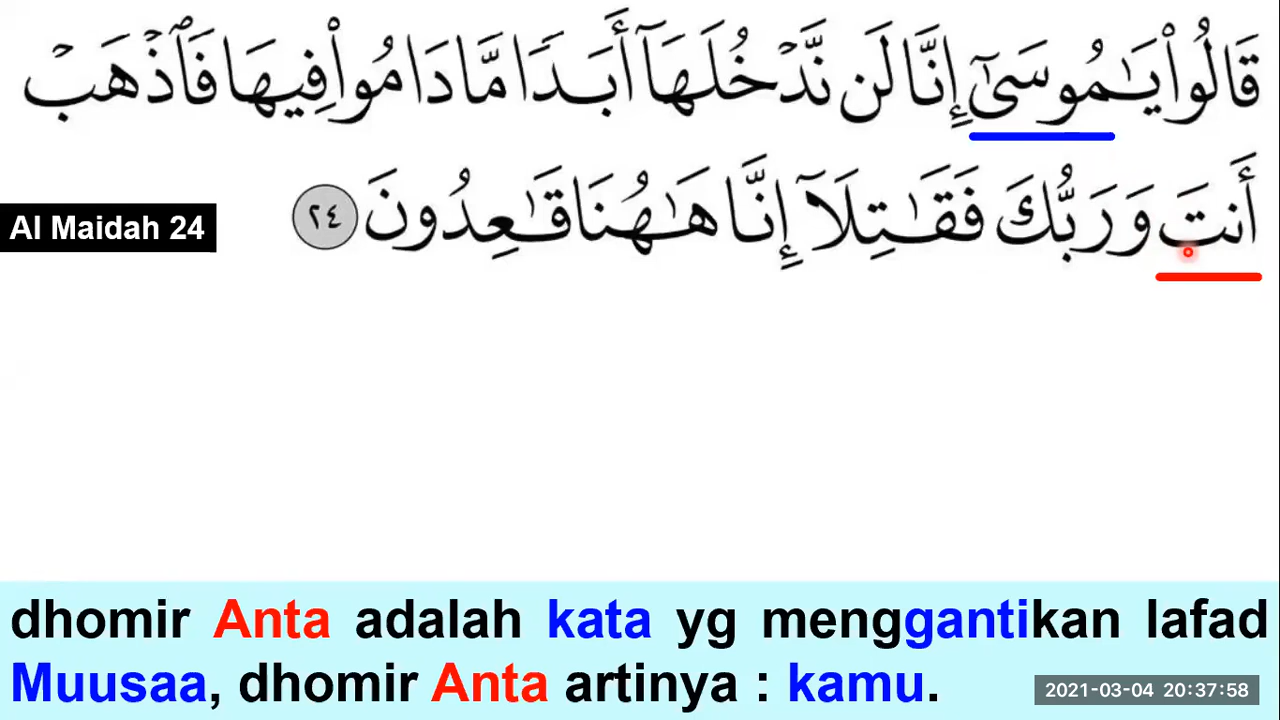 قَالُواْ يَٰمُوسَىٰٓ إِنَّا لَن نَّدۡخُلَهَآ أَبَدٗا مَّا دَامُواْ فِيهَا فَٱذۡهَبۡ
أَنتَ وَرَبُّكَ فَقَٰتِلَآ إِنَّا هَٰهُنَا قَٰعِدُونَ ٢٤
Al Maidah 24
dhomir Anta adalah kata yg menggantikan lafad
Muusaa, dhomir Anta artinya : kamu.
2021-03-04 20:37:58